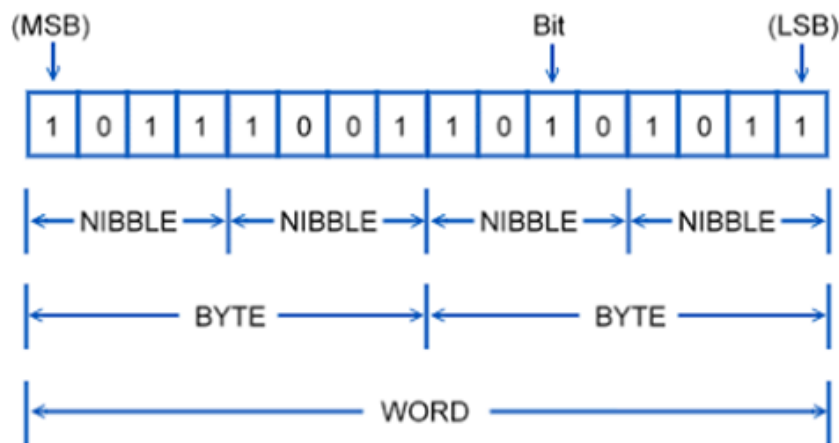 (MSB) Bit (LSB)
1 0 1 1 1 0 0 1 1 0 1 0 1 0 1 1
NIBBLE NIBBLE NIBBLE NIBBLE
BYTE BYTE
WORD